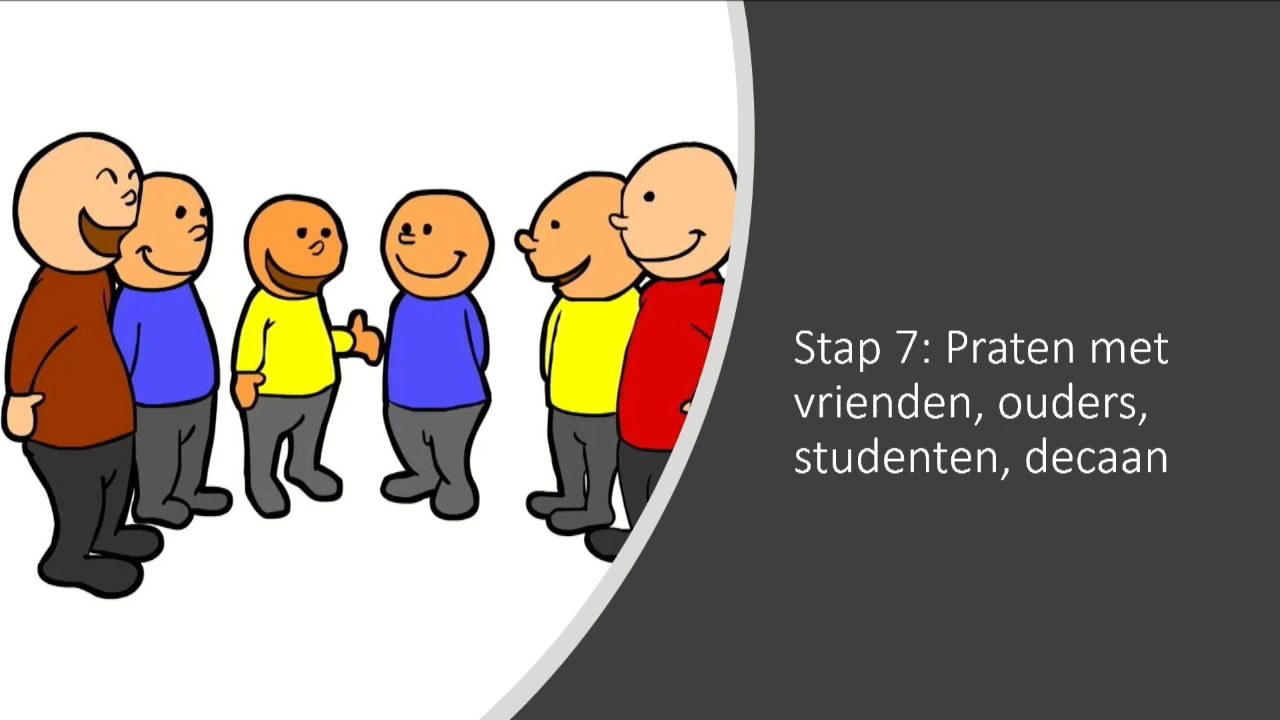 Stap 7: Praten met
vrienden, ouders,
studenten, decaan